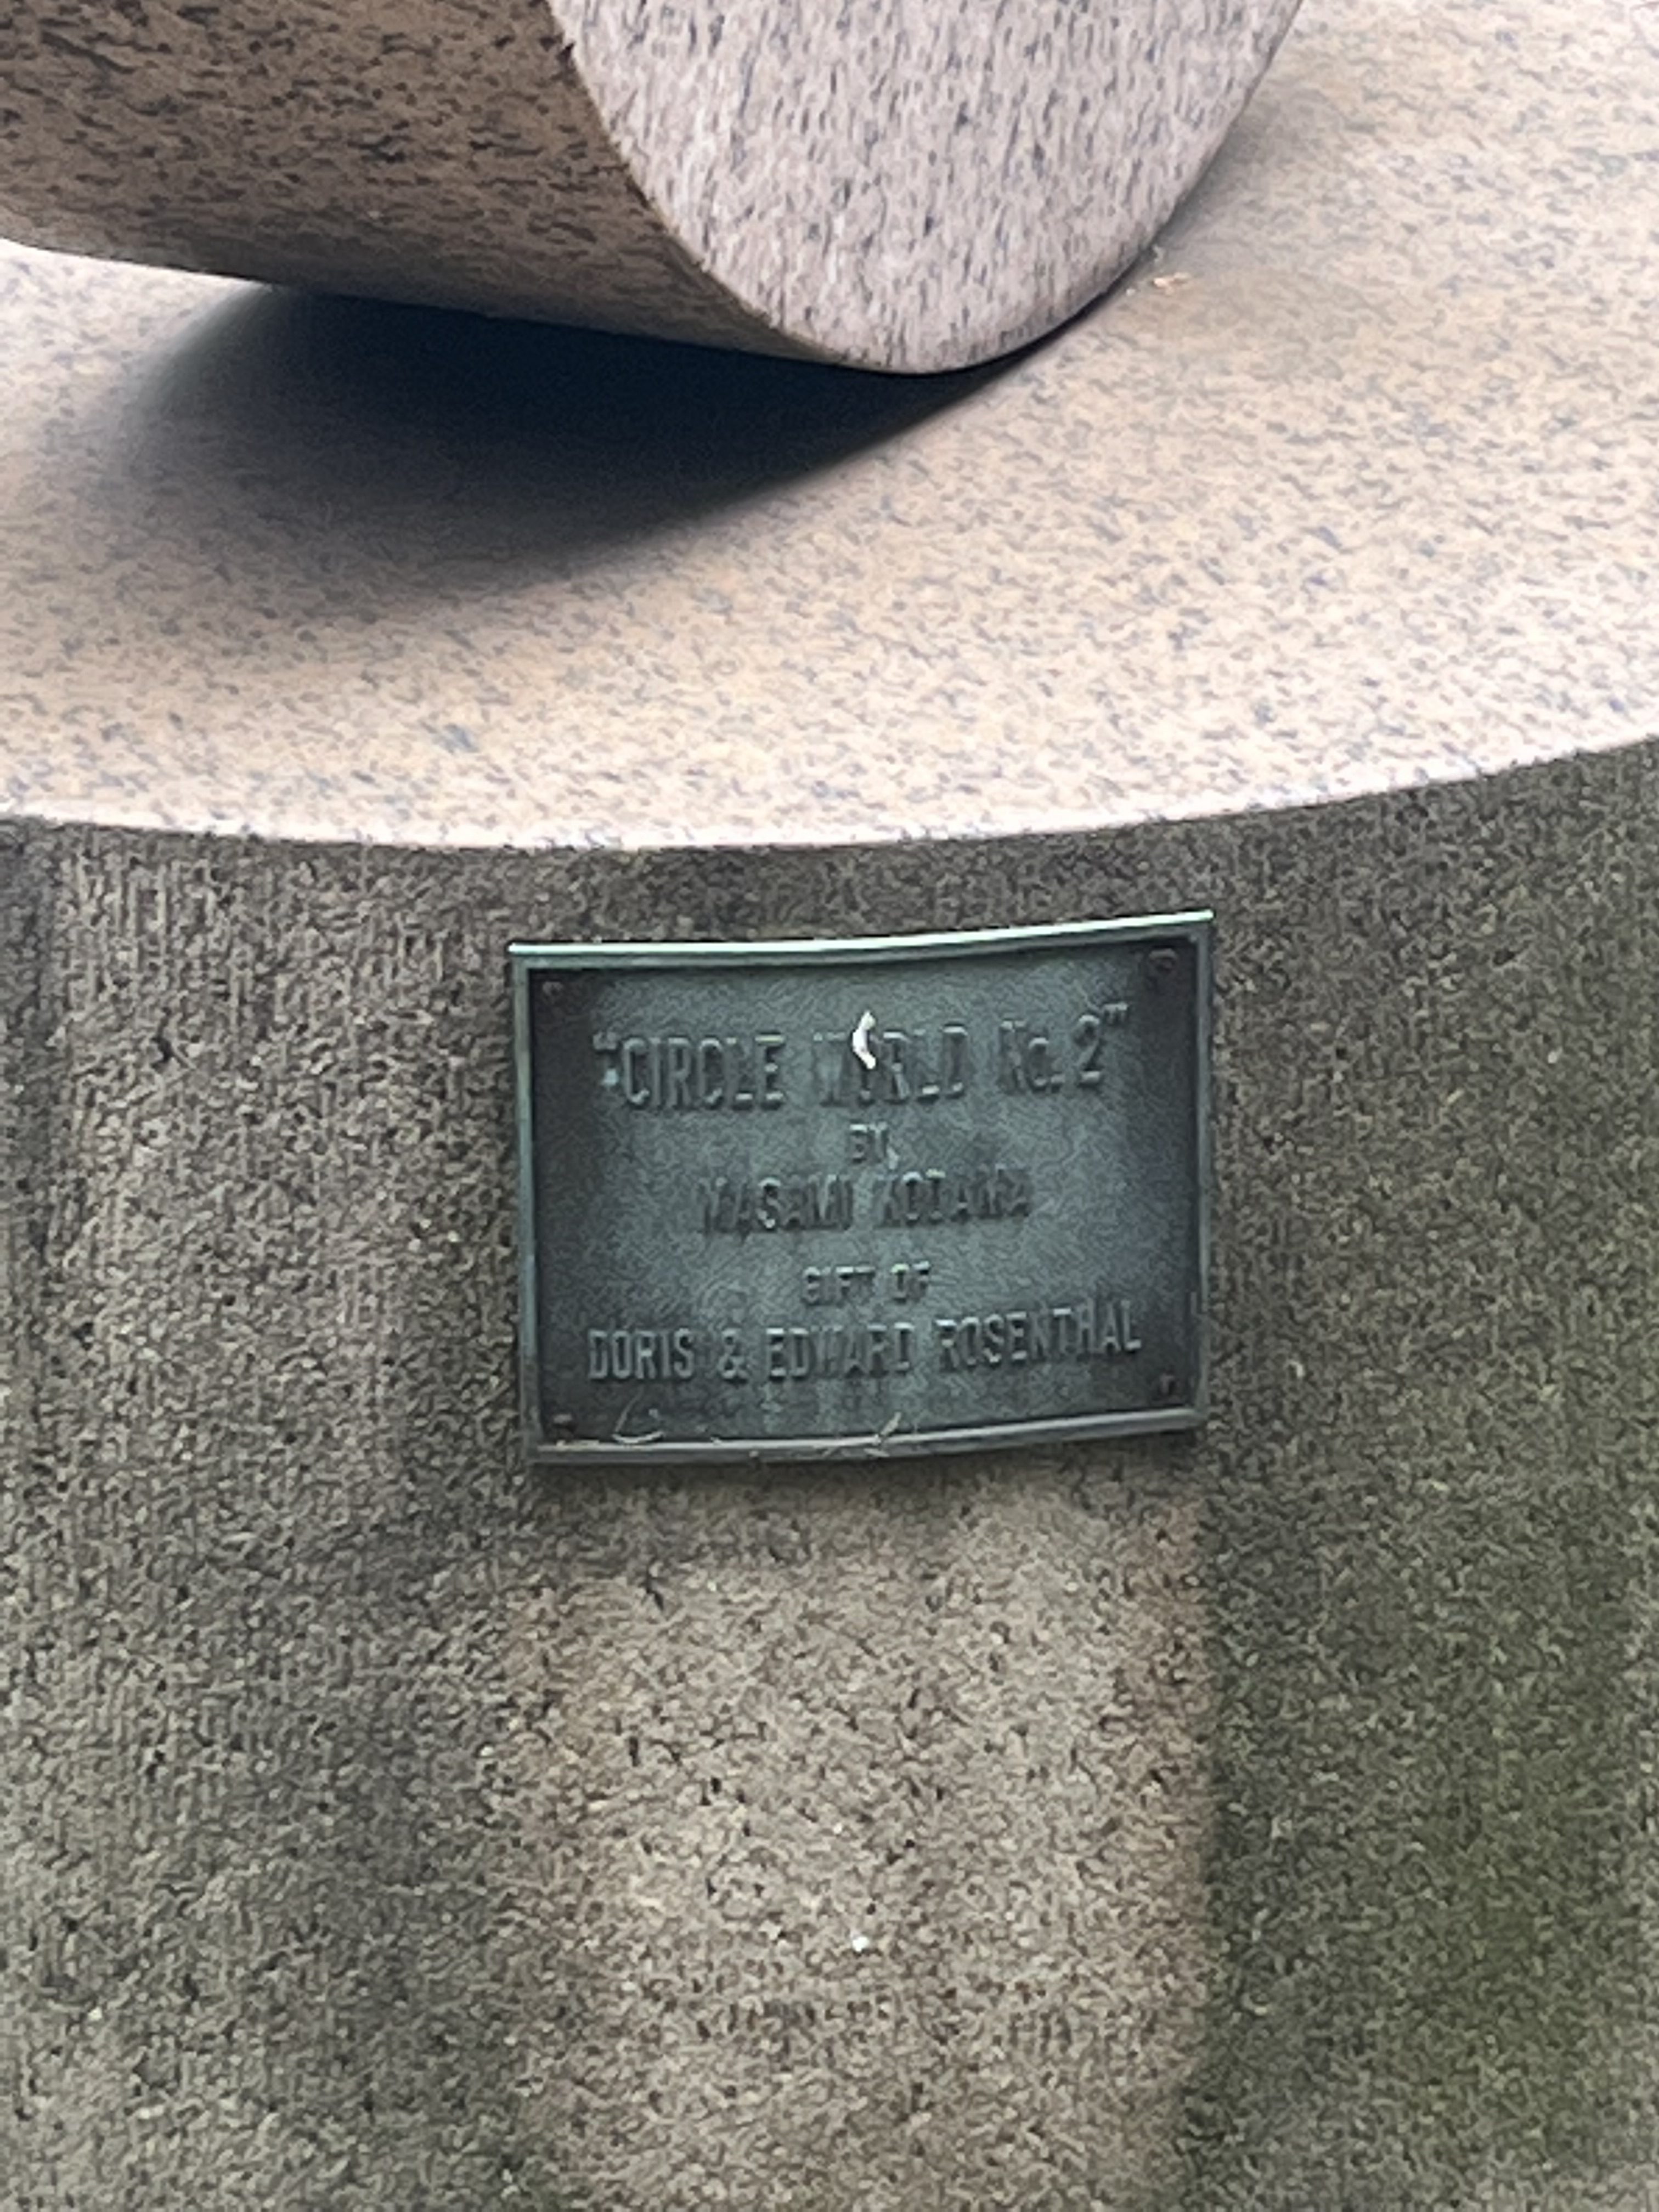 "CIRCLE WORLD No. 2"
BY
MASAMI KODAMA
GIFT OF
DORIS & EDWARD ROSENTHAL